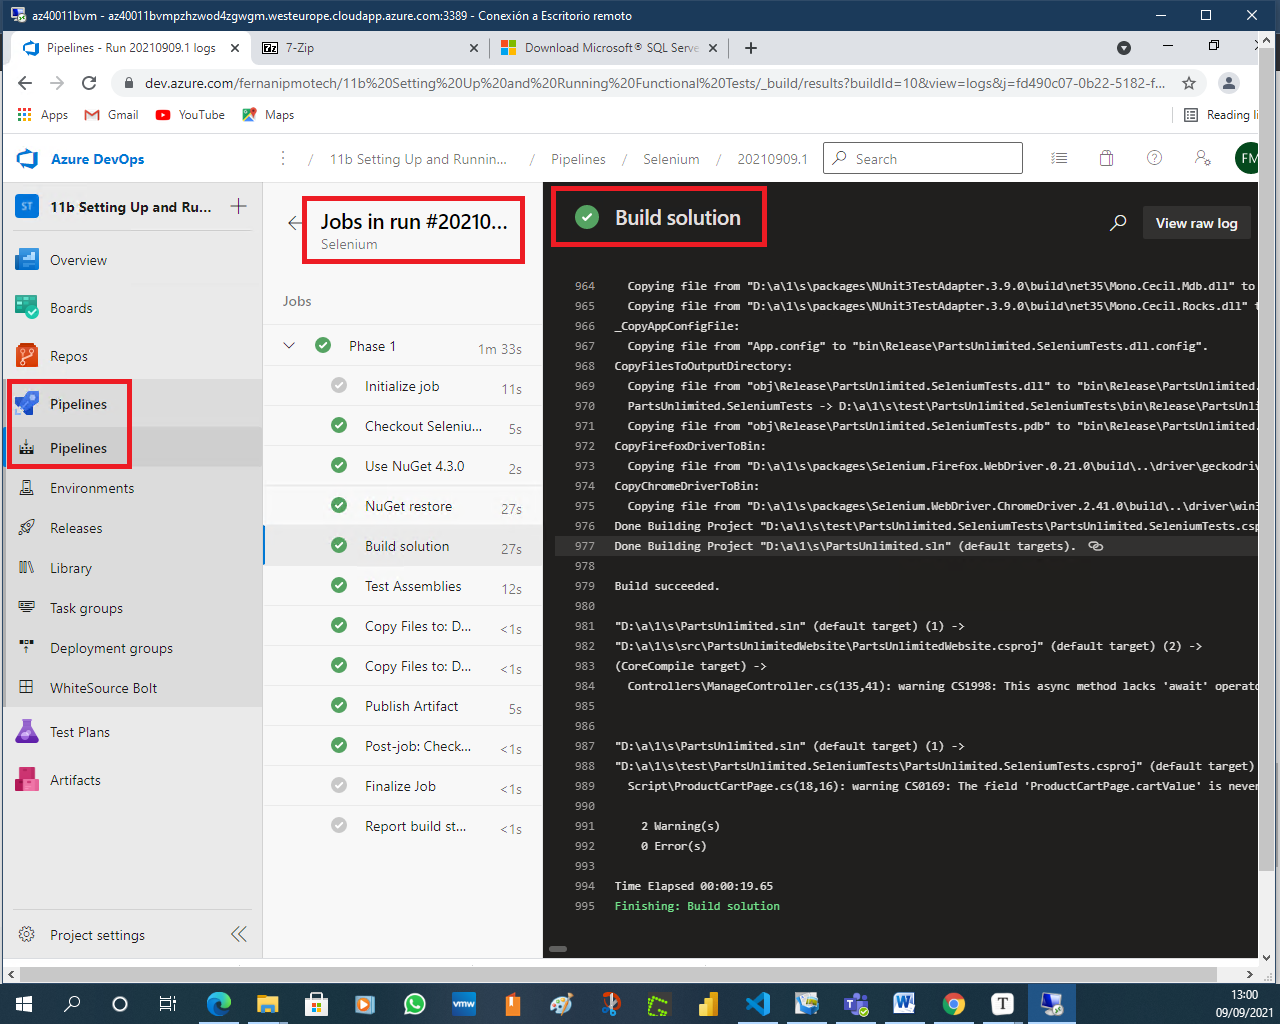 az40011bvm - az40011bvmpzhzwod4zgwgm.westeurope.cloudapp.azure.com:3389 - Conexión a Escritorio remoto
Pipelines - Run 20210909.1 logs
7-Zip
Download Microsoft® SQL Serve
dev.azure.com/fernanipmotech/11b%20Setting%20Up%20and%20Running%20Functional%20Tests/_build/results?buildId=10&view=logs&j=fd490c07-0b22-5182-f...
Apps
Gmail
YouTube
Maps
Reading li
Azure DevOps
/ 11b Setting Up and Runnin... / Pipelines / Selenium / 20210909.1
Search
FM
ST
11b Setting Up and Ru...
Overview
Boards
Repos
Pipelines
Pipelines
Environments
Releases
Library
Task groups
Deployment groups
WhiteSource Bolt
Test Plans
Artifacts
Project settings
Jobs in run #20210...
Selenium
Jobs
Phase 1 1m 33s
Initialize job 11s
Checkout Seleniu... 5s
Use NuGet 4.3.0 2s
NuGet restore 27s
Build solution 27s
Test Assemblies 12s
Copy Files to: D... <1s
Copy Files to: D... <1s
Publish Artifact 5s
Post-job: Check... <1s
Finalize Job <1s
Report build st... <1s
Build solution
View raw log
964 Copying file from "D:\a\1\s\packages\NUnit3TestAdapter.3.9.0\build\net35\Mono.Cecil.Mdb.dll" to
965 Copying file from "D:\a\1\s\packages\NUnit3TestAdapter.3.9.0\build\net35\Mono.Cecil.Rocks.dll" t
966 _CopyAppConfigFile:
967 Copying file from "App.config" to "bin\Release\PartsUnlimited.SeleniumTests.dll.config".
968 CopyFilesToOutputDirectory:
969 Copying file from "obj\Release\PartsUnlimited.SeleniumTests.dll" to "bin\Release\PartsUnlimited.
970 PartsUnlimited.SeleniumTests -> D:\a\1\s\test\PartsUnlimited.SeleniumTests\bin\Release\PartsUnli
971 Copying file from "obj\Release\PartsUnlimited.SeleniumTests.pdb" to "bin\Release\PartsUnlimited.
972 CopyFirefoxDriverToBin:
973 Copying file from "D:\a\1\s\packages\Selenium.Firefox.WebDriver.0.21.0\build\..\driver\geckodriv
974 CopyChromeDriverToBin:
975 Copying file from "D:\a\1\s\packages\Selenium.WebDriver.ChromeDriver.2.41.0\build\..\driver\win3
976 Done Building Project "D:\a\1\s\test\PartsUnlimited.SeleniumTests\PartsUnlimited.SeleniumTests.csp
977 Done Building Project "D:\a\1\s\PartsUnlimited.sln" (default targets).
978
979 Build succeeded.
980
981 "D:\a\1\s\PartsUnlimited.sln" (default target) (1) ->
982 "D:\a\1\s\src\PartsUnlimitedWebsite\PartsUnlimitedWebsite.csproj" (default target) (2) ->
983 (CoreCompile target) ->
984 Controllers\ManageController.cs(135,41): warning CS1998: This async method lacks 'await' operato
985
986
987 "D:\a\1\s\PartsUnlimited.sln" (default target) (1) ->
988 "D:\a\1\s\test\PartsUnlimited.SeleniumTests\PartsUnlimited.SeleniumTests.csproj" (default target)
989 Script\ProductCartPage.cs(18,16): warning CS0169: The field 'ProductCartPage.cartValue' is never
990
991 2 Warning(s)
992 0 Error(s)
993
994 Time Elapsed 00:00:19.65
995 Finishing: Build solution
vmw
13:00
09/09/2021